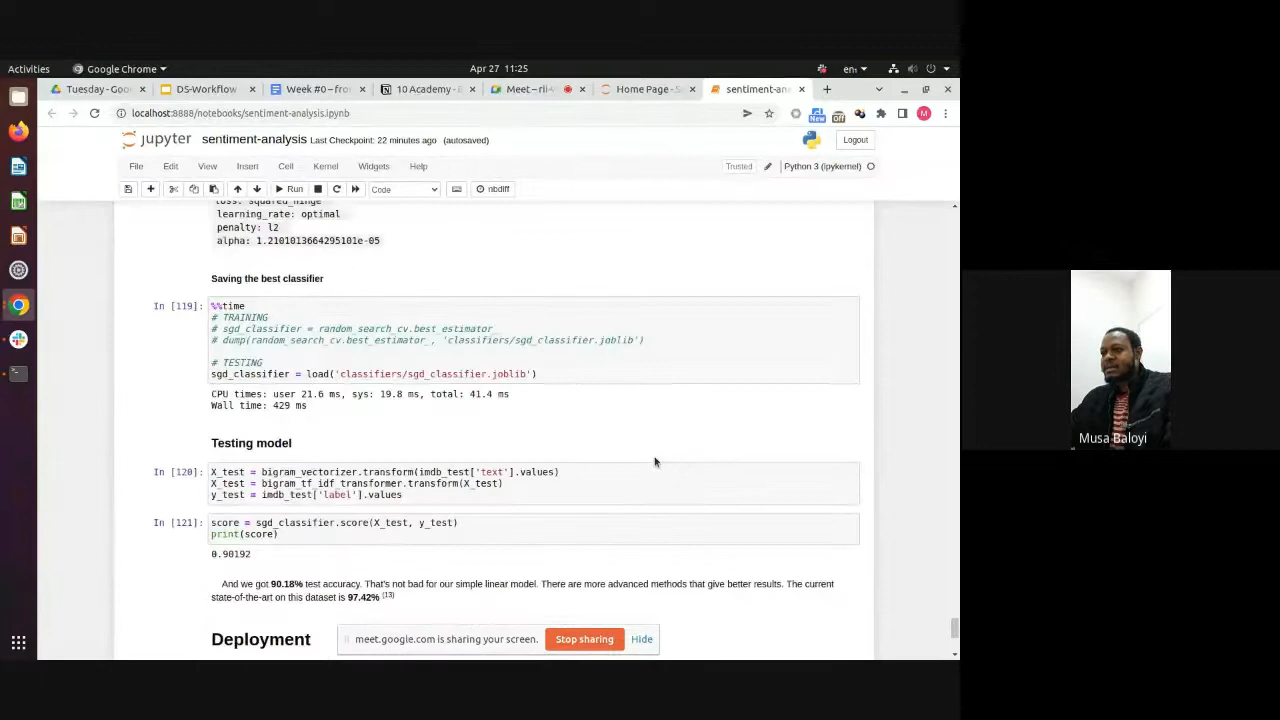 Activities
Google Chrome
Apr 27 11:25
en₁
Tuesday - Goo
DS-Workflow
Week #0 – fro
10 Academy - E
Meet – rii-
Home Page - S
sentiment-an
localhost:8888/notebooks/sentiment-analysis.ipynb
New
Off
M
jupyter sentiment-analysis Last Checkpoint: 22 minutes ago (autosaved)
Logout
File Edit View Insert Cell Kernel Widgets Help
Trusted
Python 3 (ipykernel)
Run
Code
nbdiff
loss: squared_hinge
learning_rate: optimal
penalty: l2
alpha: 1.2101013664295101e-05
Saving the best classifier
In [119]: %%time
# TRAINING
# sgd_classifier = random_search_cv.best_estimator_
# dump(random_search_cv.best_estimator_, 'classifiers/sgd_classifier.joblib')
# TESTING
sgd_classifier = load('classifiers/sgd_classifier.joblib')
CPU times: user 21.6 ms, sys: 19.8 ms, total: 41.4 ms
Wall time: 429 ms
Testing model
In [120]: X_test = bigram_vectorizer.transform(imdb_test['text'].values)
X_test = bigram_tf_idf_transformer.transform(X_test)
y_test = imdb_test['label'].values
In [121]: score = sgd_classifier.score(X_test, y_test)
print(score)
0.90192
And we got 90.18% test accuracy. That's not bad for our simple linear model. There are more advanced methods that give better results. The current
state-of-the-art on this dataset is 97.42% (13)
Deployment
meet.google.com is sharing your screen.
Stop sharing
Hide
Musa Baloyi